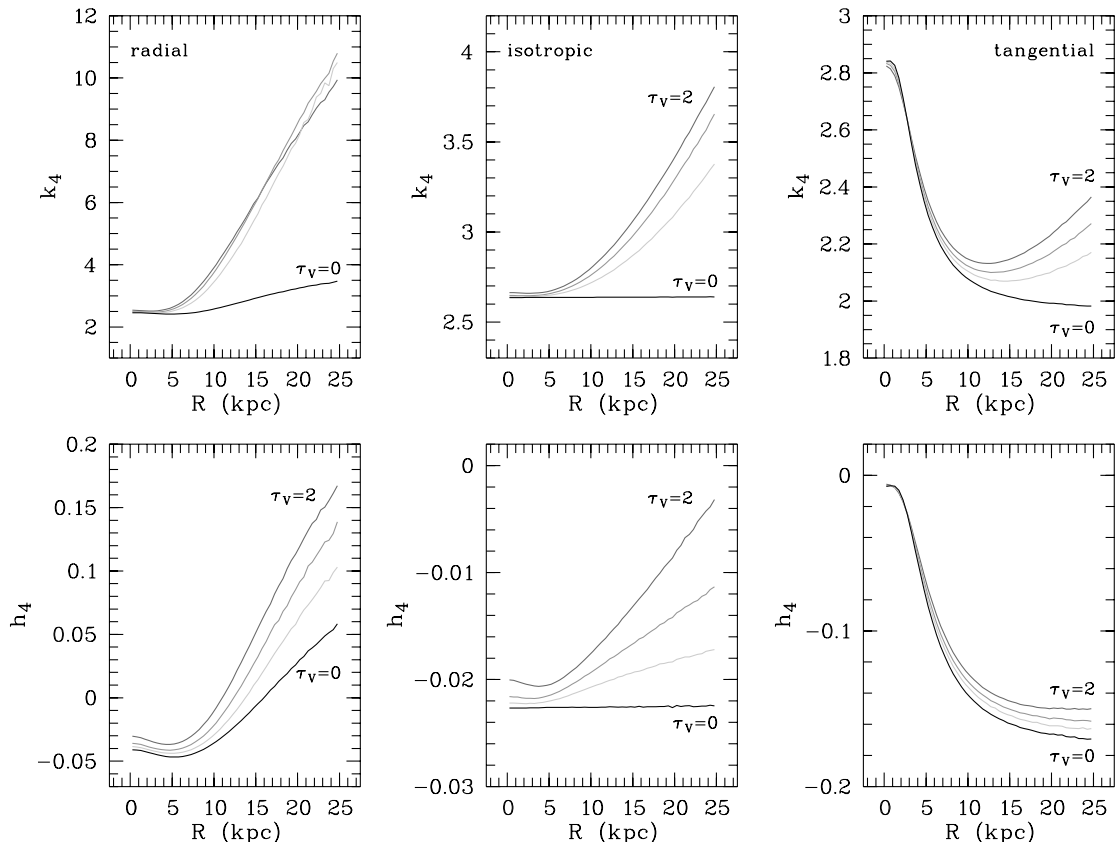 12
10
8
6
4
2
k4
radial
τV=0
0 5 10 15 20 25
R (kpc)
4
3.5
3
2.5
k4
isotropic
τV=2
τV=0
0 5 10 15 20 25
R (kpc)
3
2.8
2.6
2.4
2.2
2
1.8
k4
tangential
τV=2
τV=0
0 5 10 15 20 25
R (kpc)
0.2
0.15
0.1
0.05
0
−0.05
h4
τV=2
τV=0
0 5 10 15 20 25
R (kpc)
0
−0.01
−0.02
−0.03
h4
τV=2
τV=0
0 5 10 15 20 25
R (kpc)
0
−0.1
−0.2
h4
τV=2
τV=0
0 5 10 15 20 25
R (kpc)